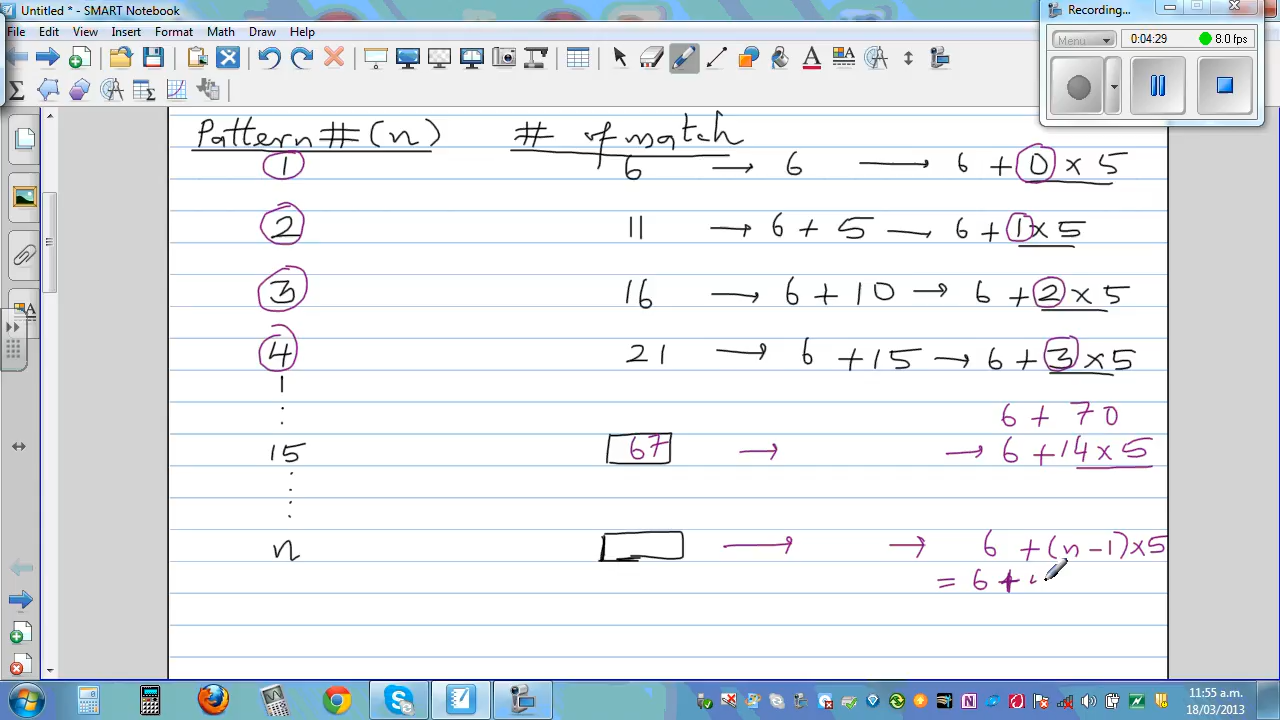 Untitled * - SMART Notebook
Recording...
File Edit View Insert Format Math Draw Help
Menu
0:04:29
8.0 fps
Pattern # (n) # of match
1 6 → 6 → 6 + 0 × 5
2 11 → 6 + 5 → 6 + 1 × 5
3 16 → 6 + 10 → 6 + 2 × 5
4 21 → 6 + 15 → 6 + 3 × 5
6 + 70
15 67 → → 6 + 14 × 5
n → → 6 + (n - 1) × 5
= 6 +
11:55 a.m.
18/03/2013